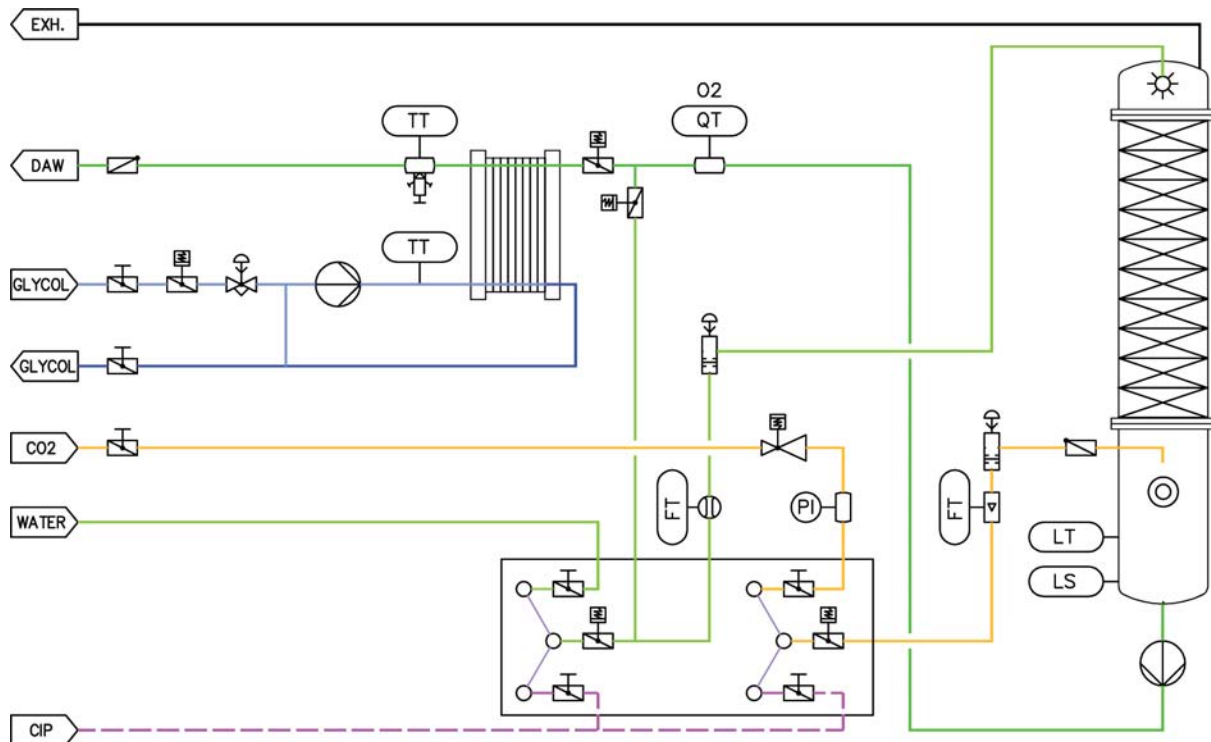 EXH.
O2
TT
QT
DAW
TT
GLYCOL
GLYCOL
CO2
FT
PI
FT
WATER
LT
LS
CIP